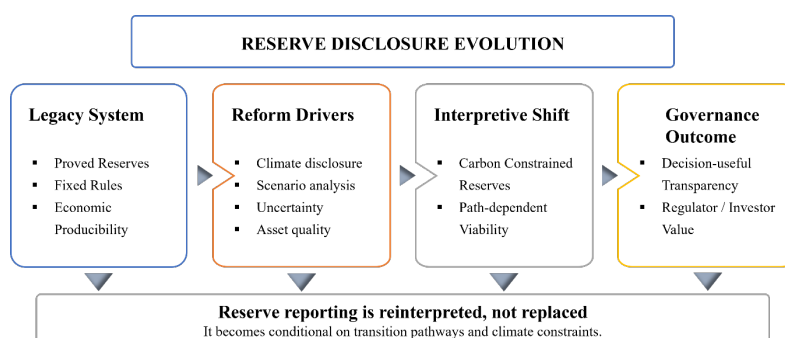 RESERVE DISCLOSURE EVOLUTION
Legacy System
▪ Proved Reserves
▪ Fixed Rules
▪ Economic
Producibility
Reform Drivers
▪ Climate disclosure
▪ Scenario analysis
▪ Uncertainty
▪ Asset quality
Interpretive Shift
▪ Carbon Constrained
Reserves
▪ Path-dependent
Viability
Governance
Outcome
▪ Decision-useful
Transparency
▪ Regulator / Investor
Value
Reserve reporting is reinterpreted, not replaced
It becomes conditional on transition pathways and climate constraints.